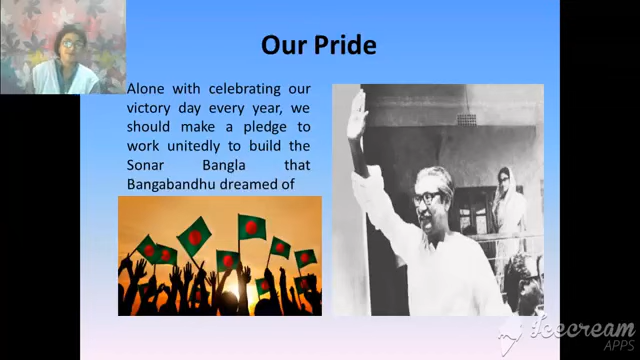 Our Pride
Alone with celebrating our
victory day every year, we
should make a pledge to
work unitedly to build the
Sonar Bangla that
Bangabandhu dreamed of
Icecream
APPS